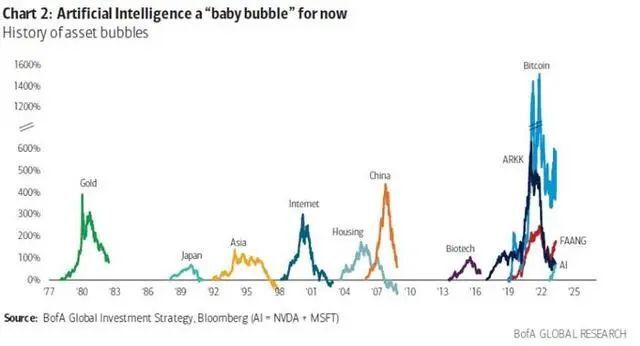 Chart 2: Artificial Intelligence a “baby bubble” for now
History of asset bubbles
1600%
1400%
1200%
600%
500%
400%
300%
200%
100%
0%
Gold
Japan
Asia
Internet
Housing
China
Biotech
ARKK
Bitcoin
FAANG
AI
'77 '80 '83 '86 '89 '92 '95 '98 '01 '04 '07 '10 '13 '16 '19 '22 '25
Source: BofA Global Investment Strategy, Bloomberg (AI = NVDA + MSFT)
BofA GLOBAL RESEARCH